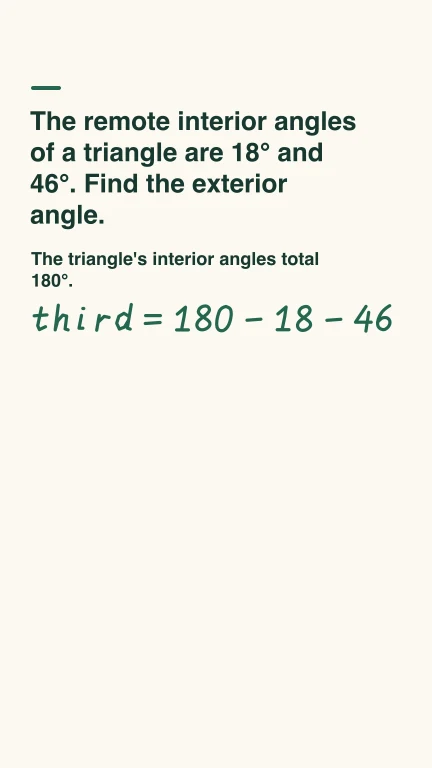 The remote interior angles
of a triangle are 18° and
46°. Find the exterior
angle.
The triangle's interior angles total
180°.
third = 180 − 18 − 46